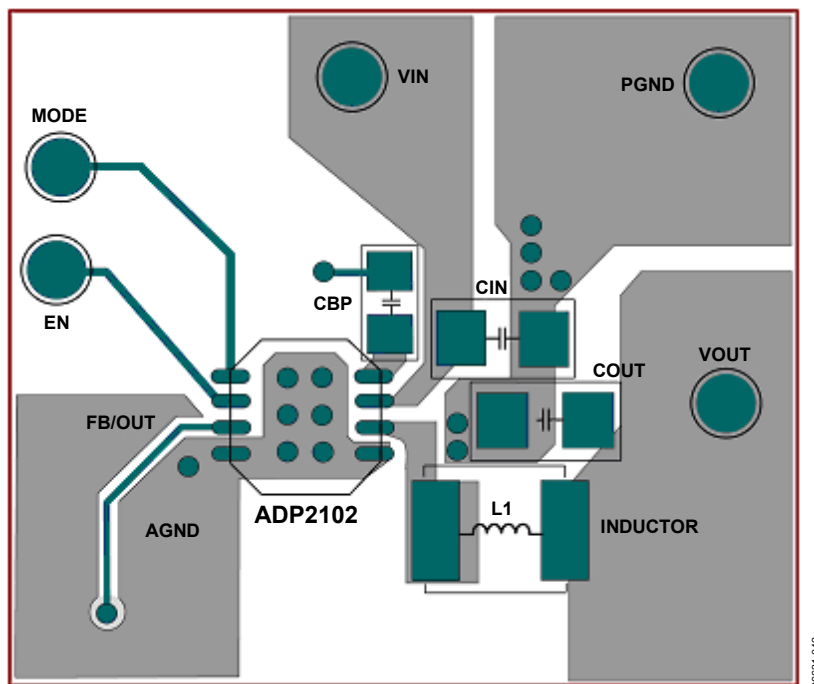 VIN
PGND
MODE
EN
CBP
CIN
COUT
VOUT
FB/OUT
AGND
ADP2102
L1
INDUCTOR